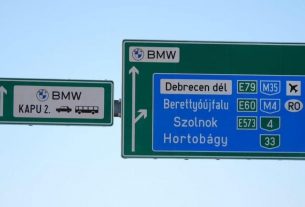 BMW
KAPU 2.
BMW
Debrecen dél E79 M35
Berettyóújfalu E60 M4 RO
Szolnok E573 4
Hortobágy 33